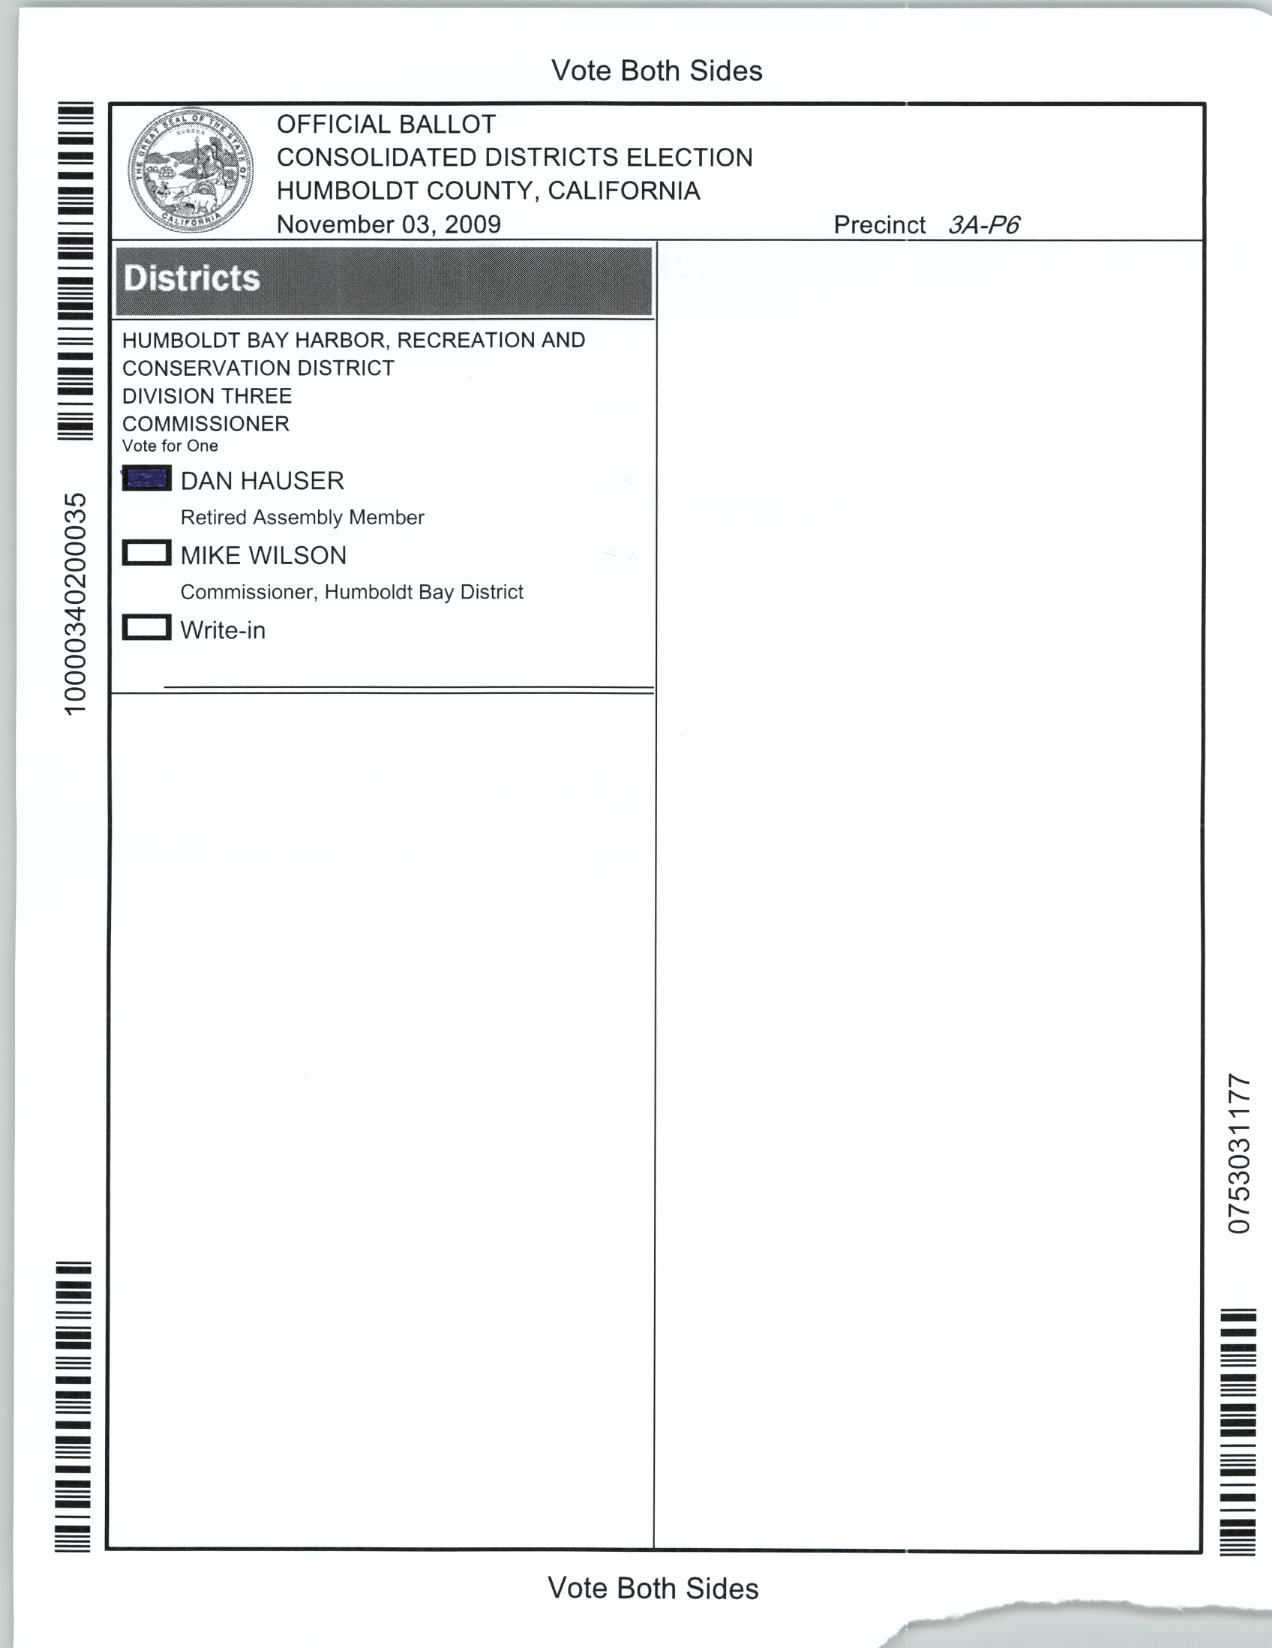 Vote Both Sides
THE GREAT SEAL OF THE STATE OF CALIFORNIA
EUREKA
OFFICIAL BALLOT
CONSOLIDATED DISTRICTS ELECTION
HUMBOLDT COUNTY, CALIFORNIA
November 03, 2009 Precinct 3A-P6
Districts
HUMBOLDT BAY HARBOR, RECREATION AND
CONSERVATION DISTRICT
DIVISION THREE
COMMISSIONER
Vote for One
DAN HAUSER
Retired Assembly Member
MIKE WILSON
Commissioner, Humboldt Bay District
Write-in
10000340200035
0753031177
Vote Both Sides